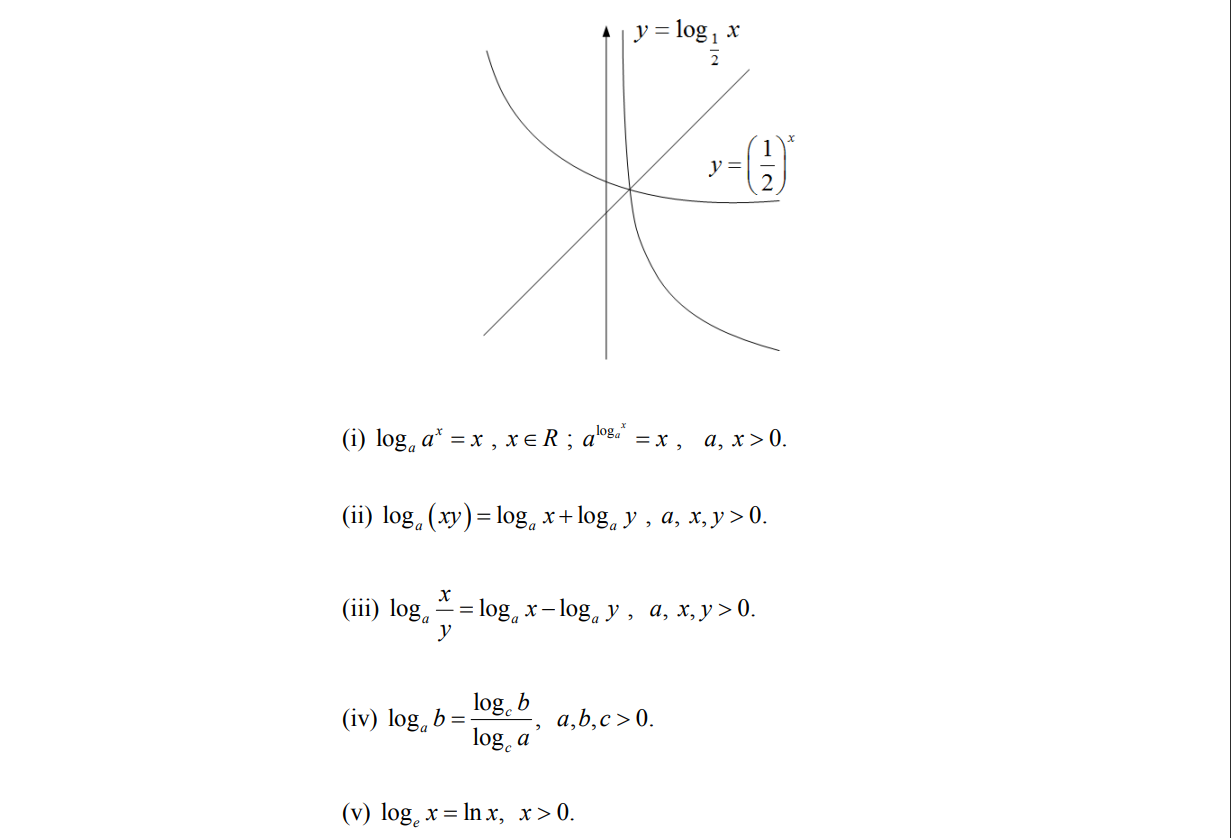 y = log_{1/2} x
y = (1/2)^x
(i) log_a a^x = x , x ∈ R ; a^{log_a^x} = x , a, x > 0.
(ii) log_a (xy) = log_a x + log_a y , a, x, y > 0.
(iii) log_a x/y = log_a x − log_a y , a, x, y > 0.
(iv) log_a b = log_c b / log_c a , a,b,c > 0.
(v) log_e x = ln x, x > 0.